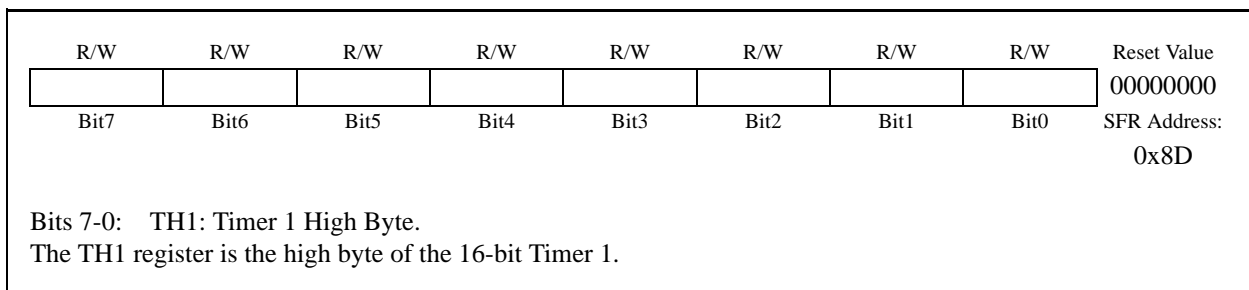 R/W R/W R/W R/W R/W R/W R/W R/W Reset Value
00000000
Bit7 Bit6 Bit5 Bit4 Bit3 Bit2 Bit1 Bit0 SFR Address:
0x8D
Bits 7-0: TH1: Timer 1 High Byte.
The TH1 register is the high byte of the 16-bit Timer 1.